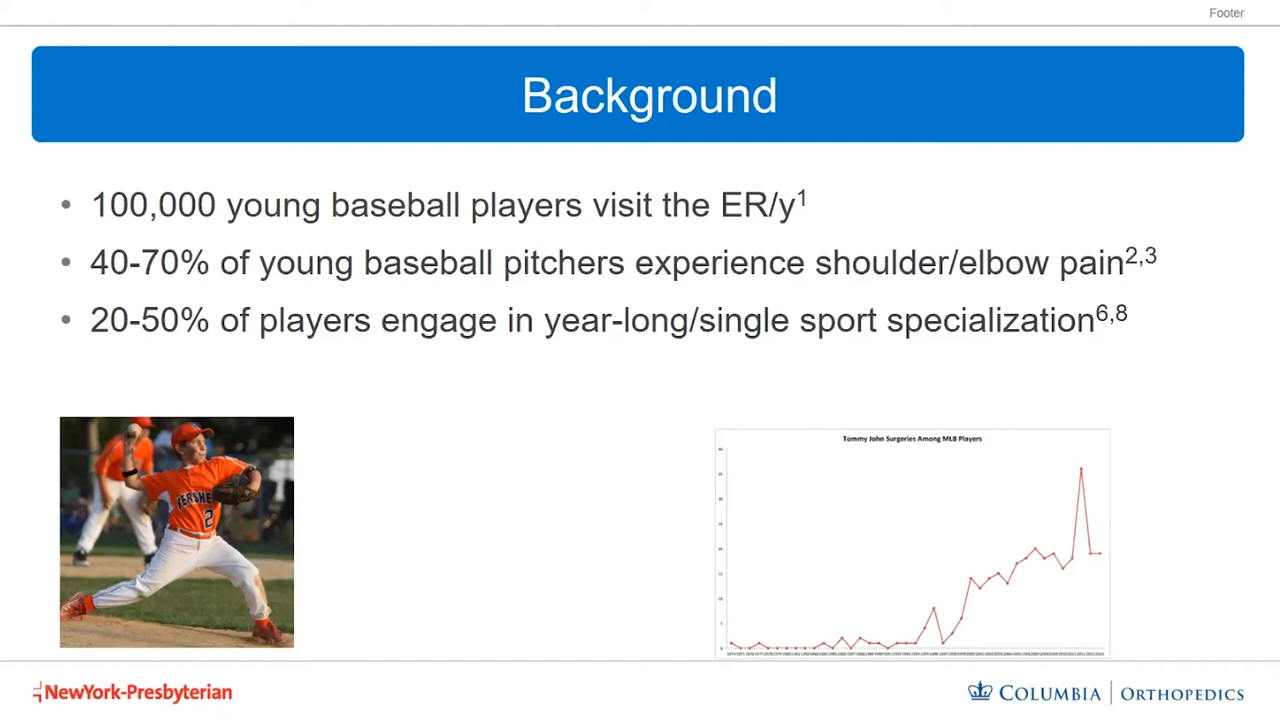 Footer
Background
• 100,000 young baseball players visit the ER/y1
• 40-70% of young baseball pitchers experience shoulder/elbow pain2,3
• 20-50% of players engage in year-long/single sport specialization6,8
2
Tommy John Surgeries Among MLB Players
NewYork-Presbyterian
COLUMBIA | ORTHOPEDICS